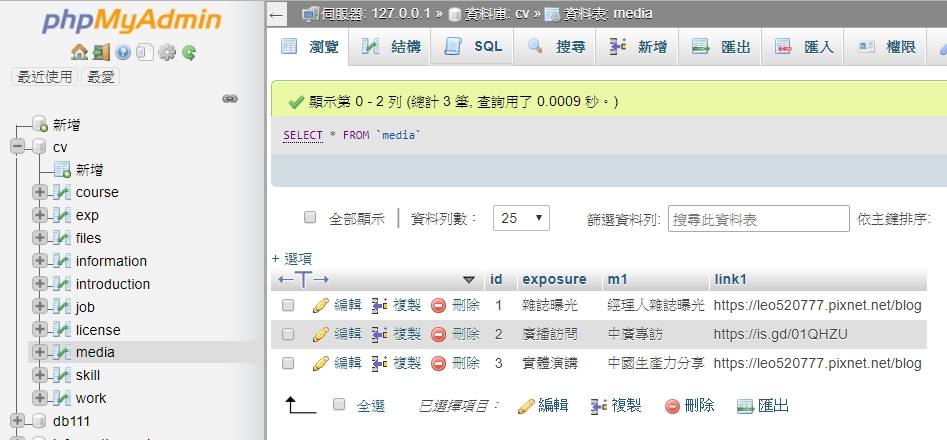 phpMyAdmin
最近使用 最愛
新增
cv
新增
course
exp
files
information
introduction
job
license
media
skill
work
db111
伺服器: 127.0.0.1 » 資料庫: cv » 資料表: media
瀏覽 結構 SQL 搜尋 新增 匯出 匯入 權限
顯示第 0 - 2 列 (總計 3 筆, 查詢用了 0.0009 秒。)
SELECT * FROM `media`
全部顯示 資料列數： 25 篩選資料列: 搜尋此資料表 依主鍵排序:
+ 選項
←T→ id exposure m1 link1
編輯 複製 刪除 1 雜誌曝光 經理人雜誌曝光 https://leo520777.pixnet.net/blog
編輯 複製 刪除 2 廣播訪問 中廣專訪 https://is.gd/01QHZU
編輯 複製 刪除 3 實體演講 中國生產力分享 https://leo520777.pixnet.net/blog
全選 已選擇項目： 編輯 複製 刪除 匯出